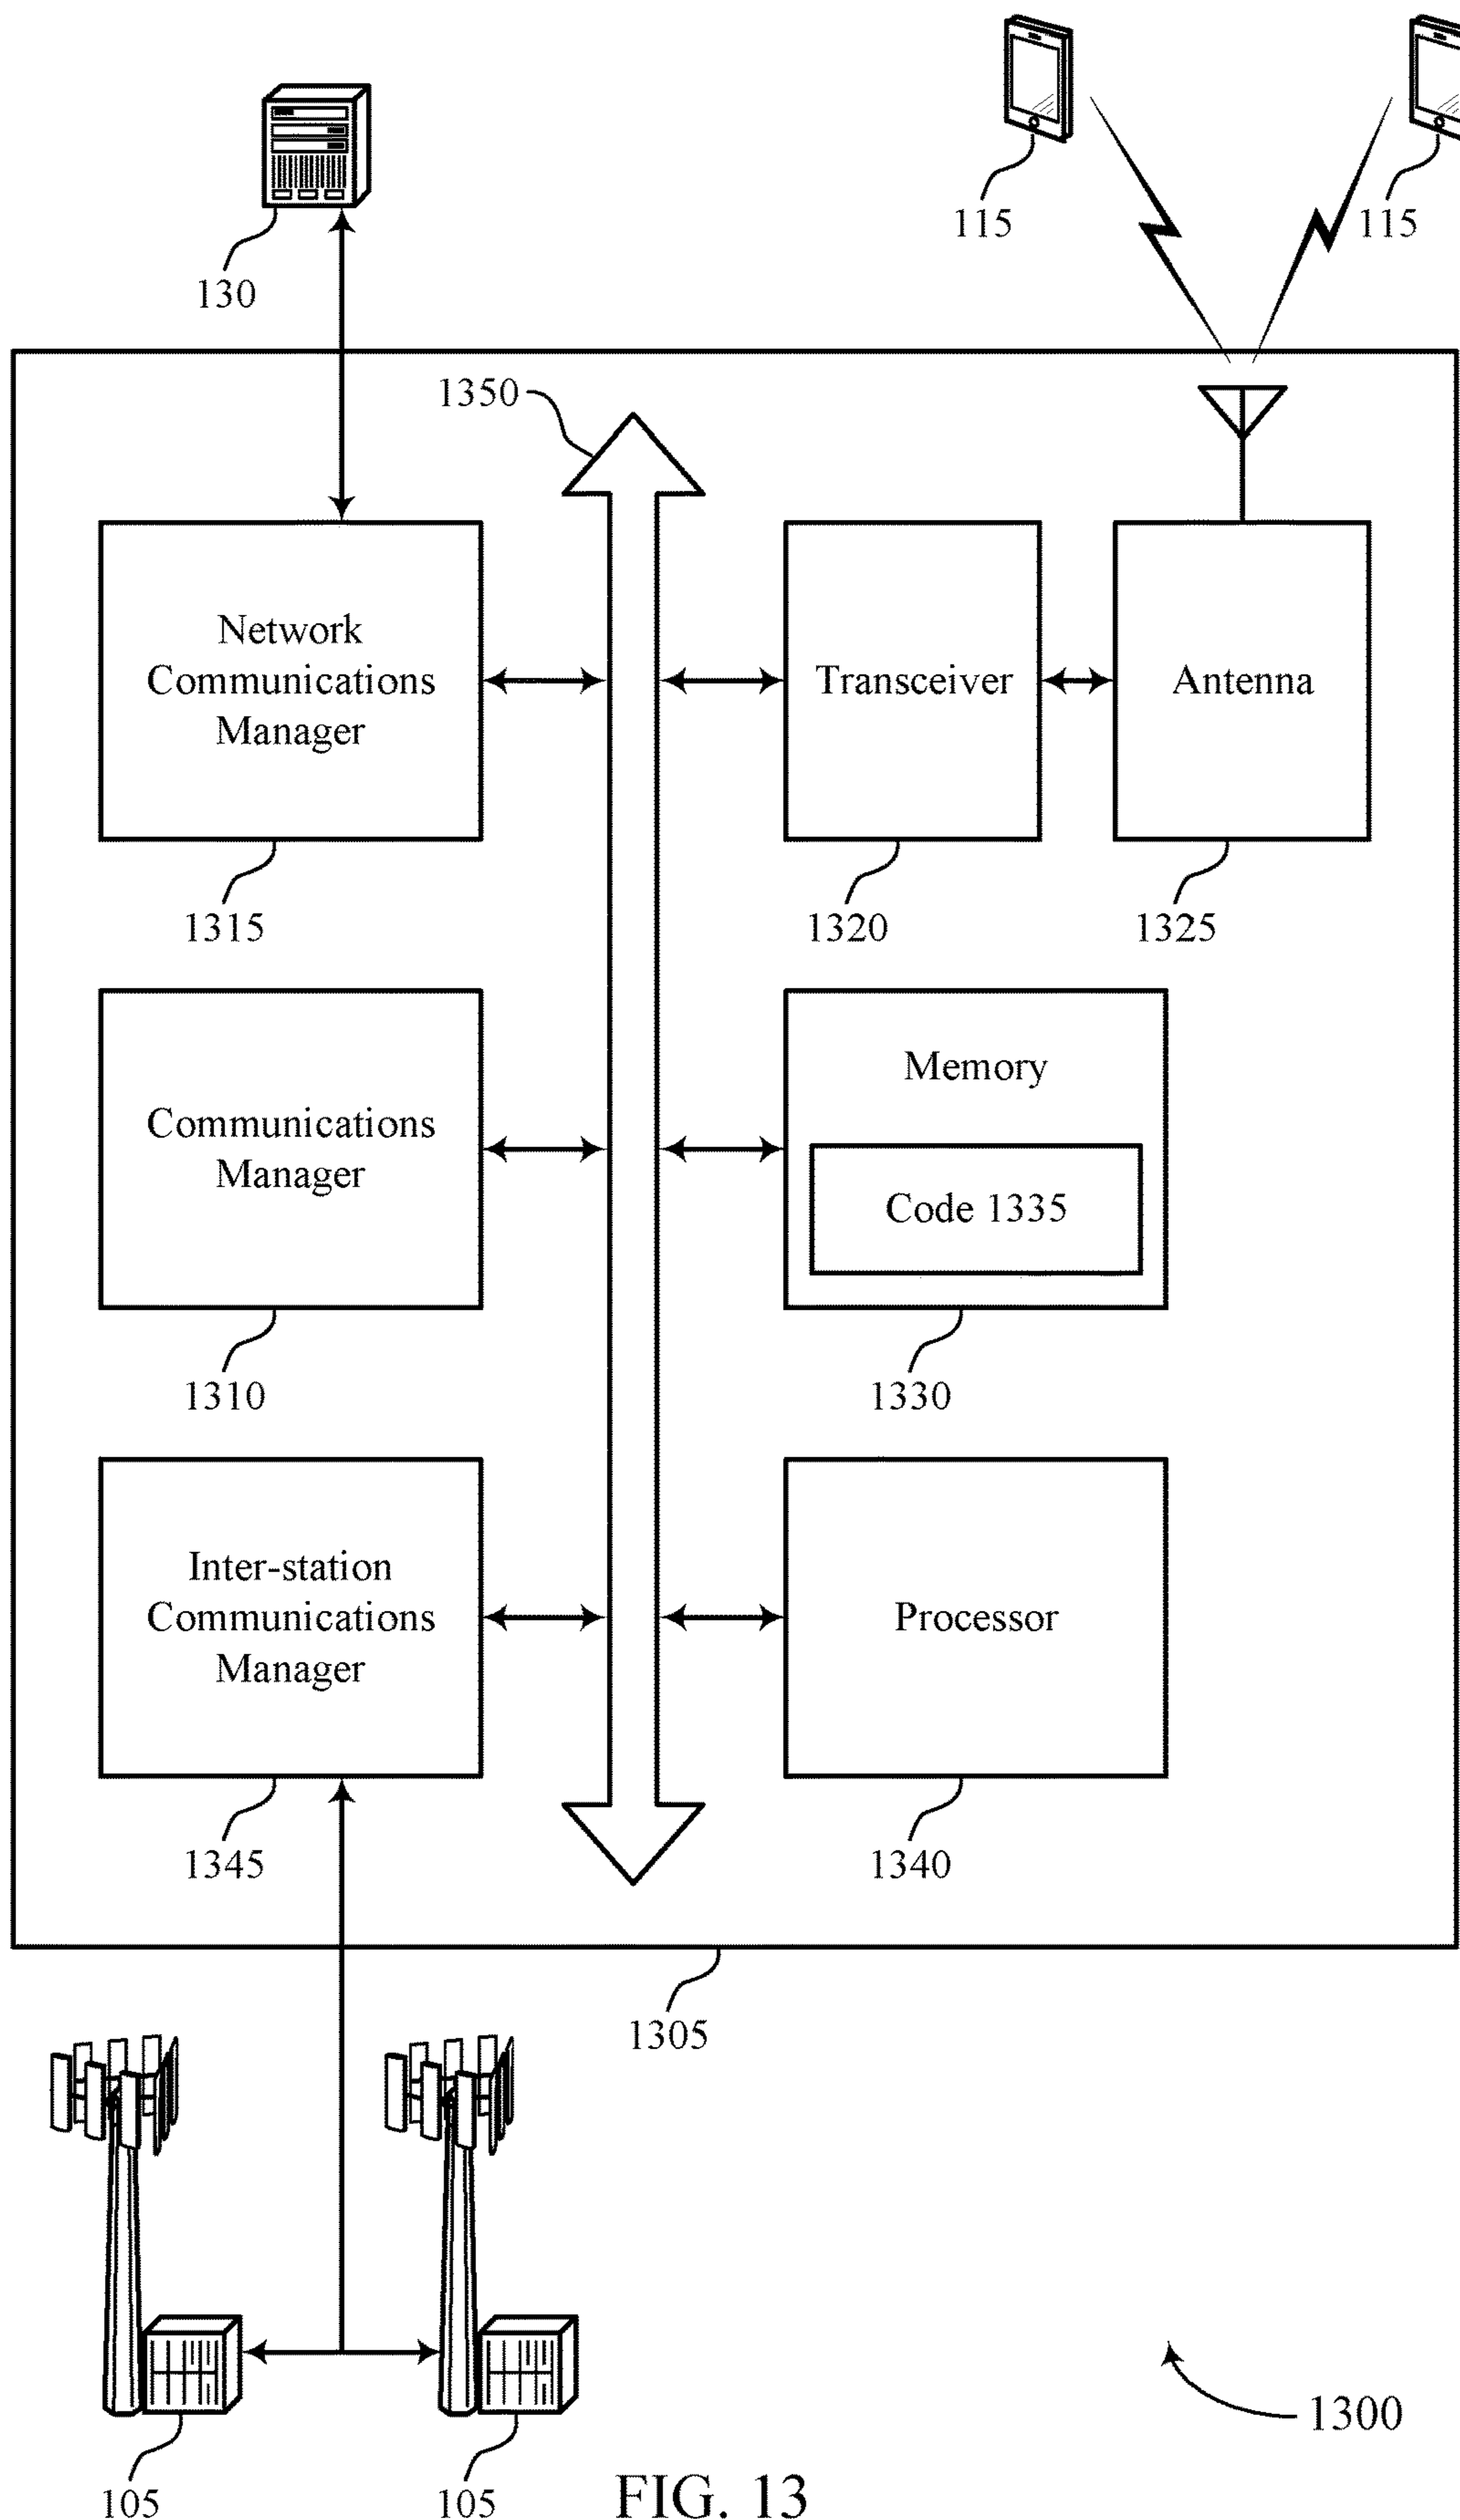 115
115
130
1350
Network
Communications
Manager
Transceiver
Antenna
1315
1320
1325
Communications
Manager
Memory
Code 1335
1310
1330
Inter-station
Communications
Manager
Processor
1345
1340
1305
1300
105
105
FIG. 13